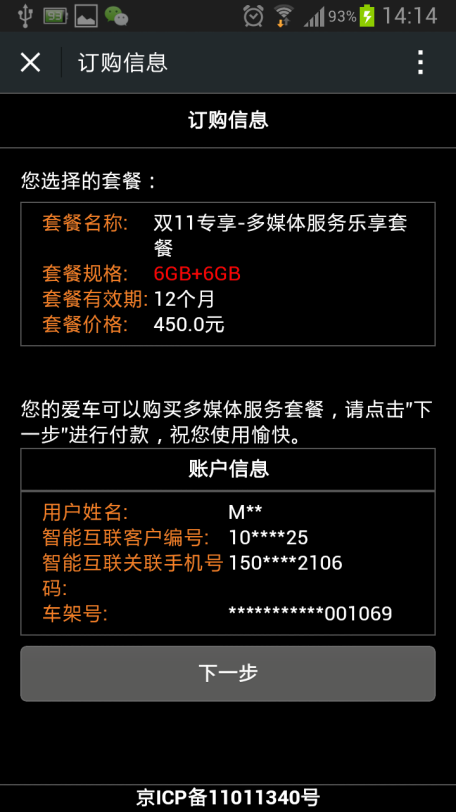 93% 14:14
订购信息
订购信息
您选择的套餐：
套餐名称: 双11专享-多媒体服务乐享套
餐
套餐规格: 6GB+6GB
套餐有效期: 12个月
套餐价格: 450.0元
您的爱车可以购买多媒体服务套餐，请点击"下
一步"进行付款，祝您使用愉快。
账户信息
用户姓名: M**
智能互联客户编号: 10****25
智能互联关联手机号 150****2106
码:
车架号: ***********001069
下一步
京ICP备11011340号